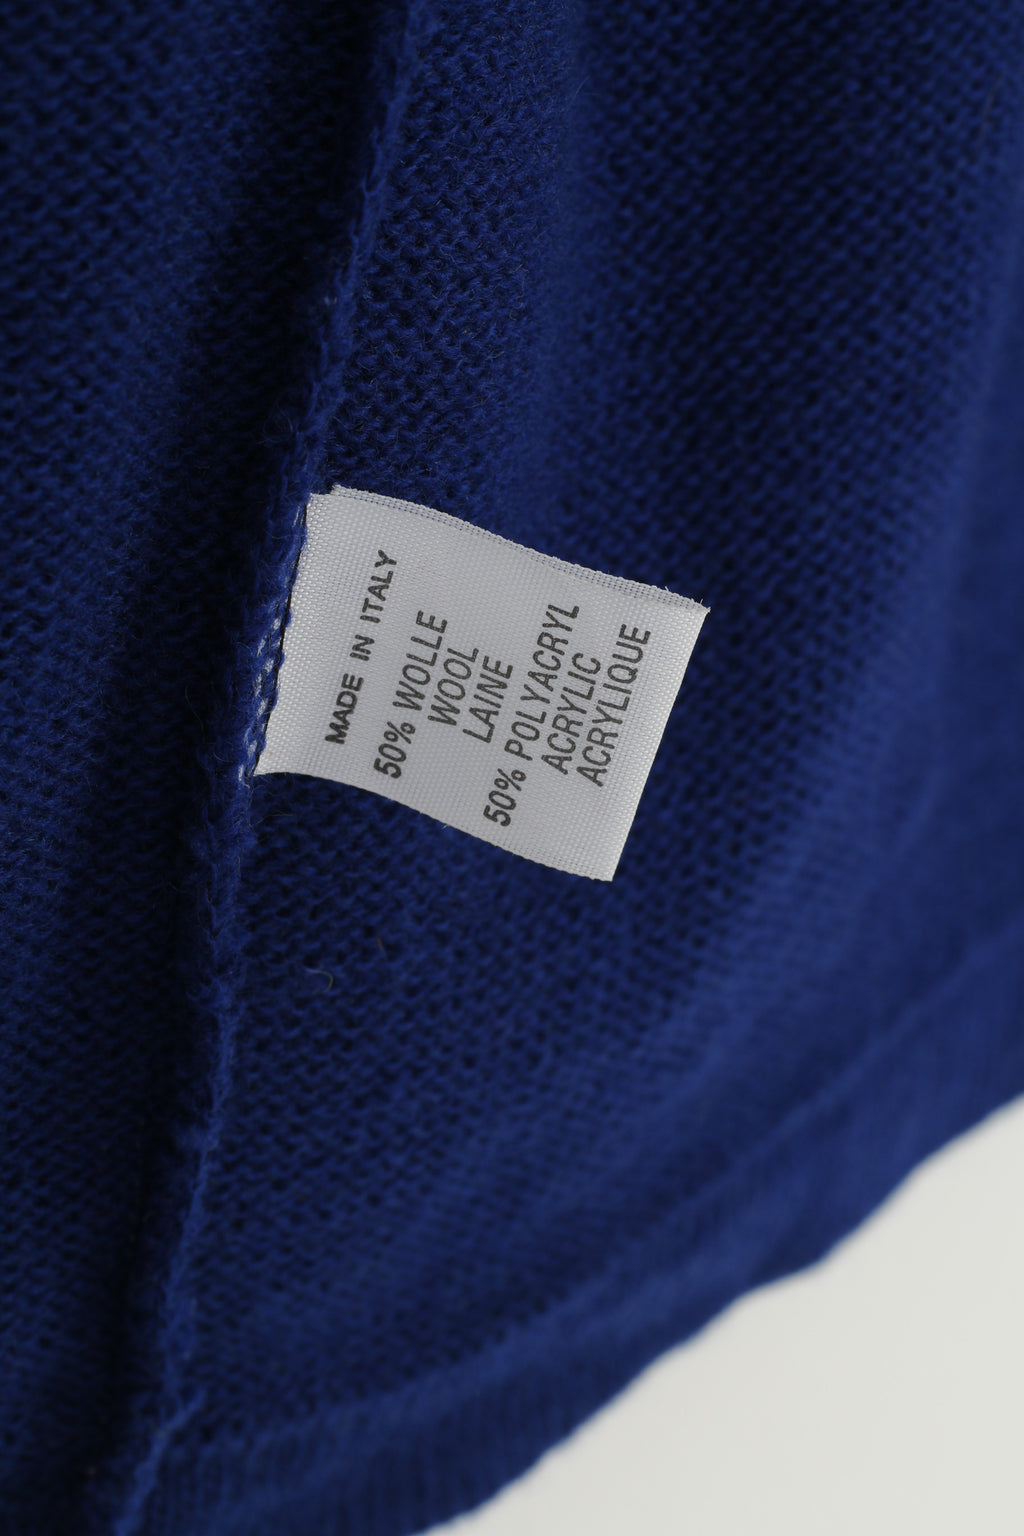 MADE IN ITALY
50% WOLLE
WOOL
LAINE
50% POLYACRYL
ACRYLIC
ACRYLIQUE